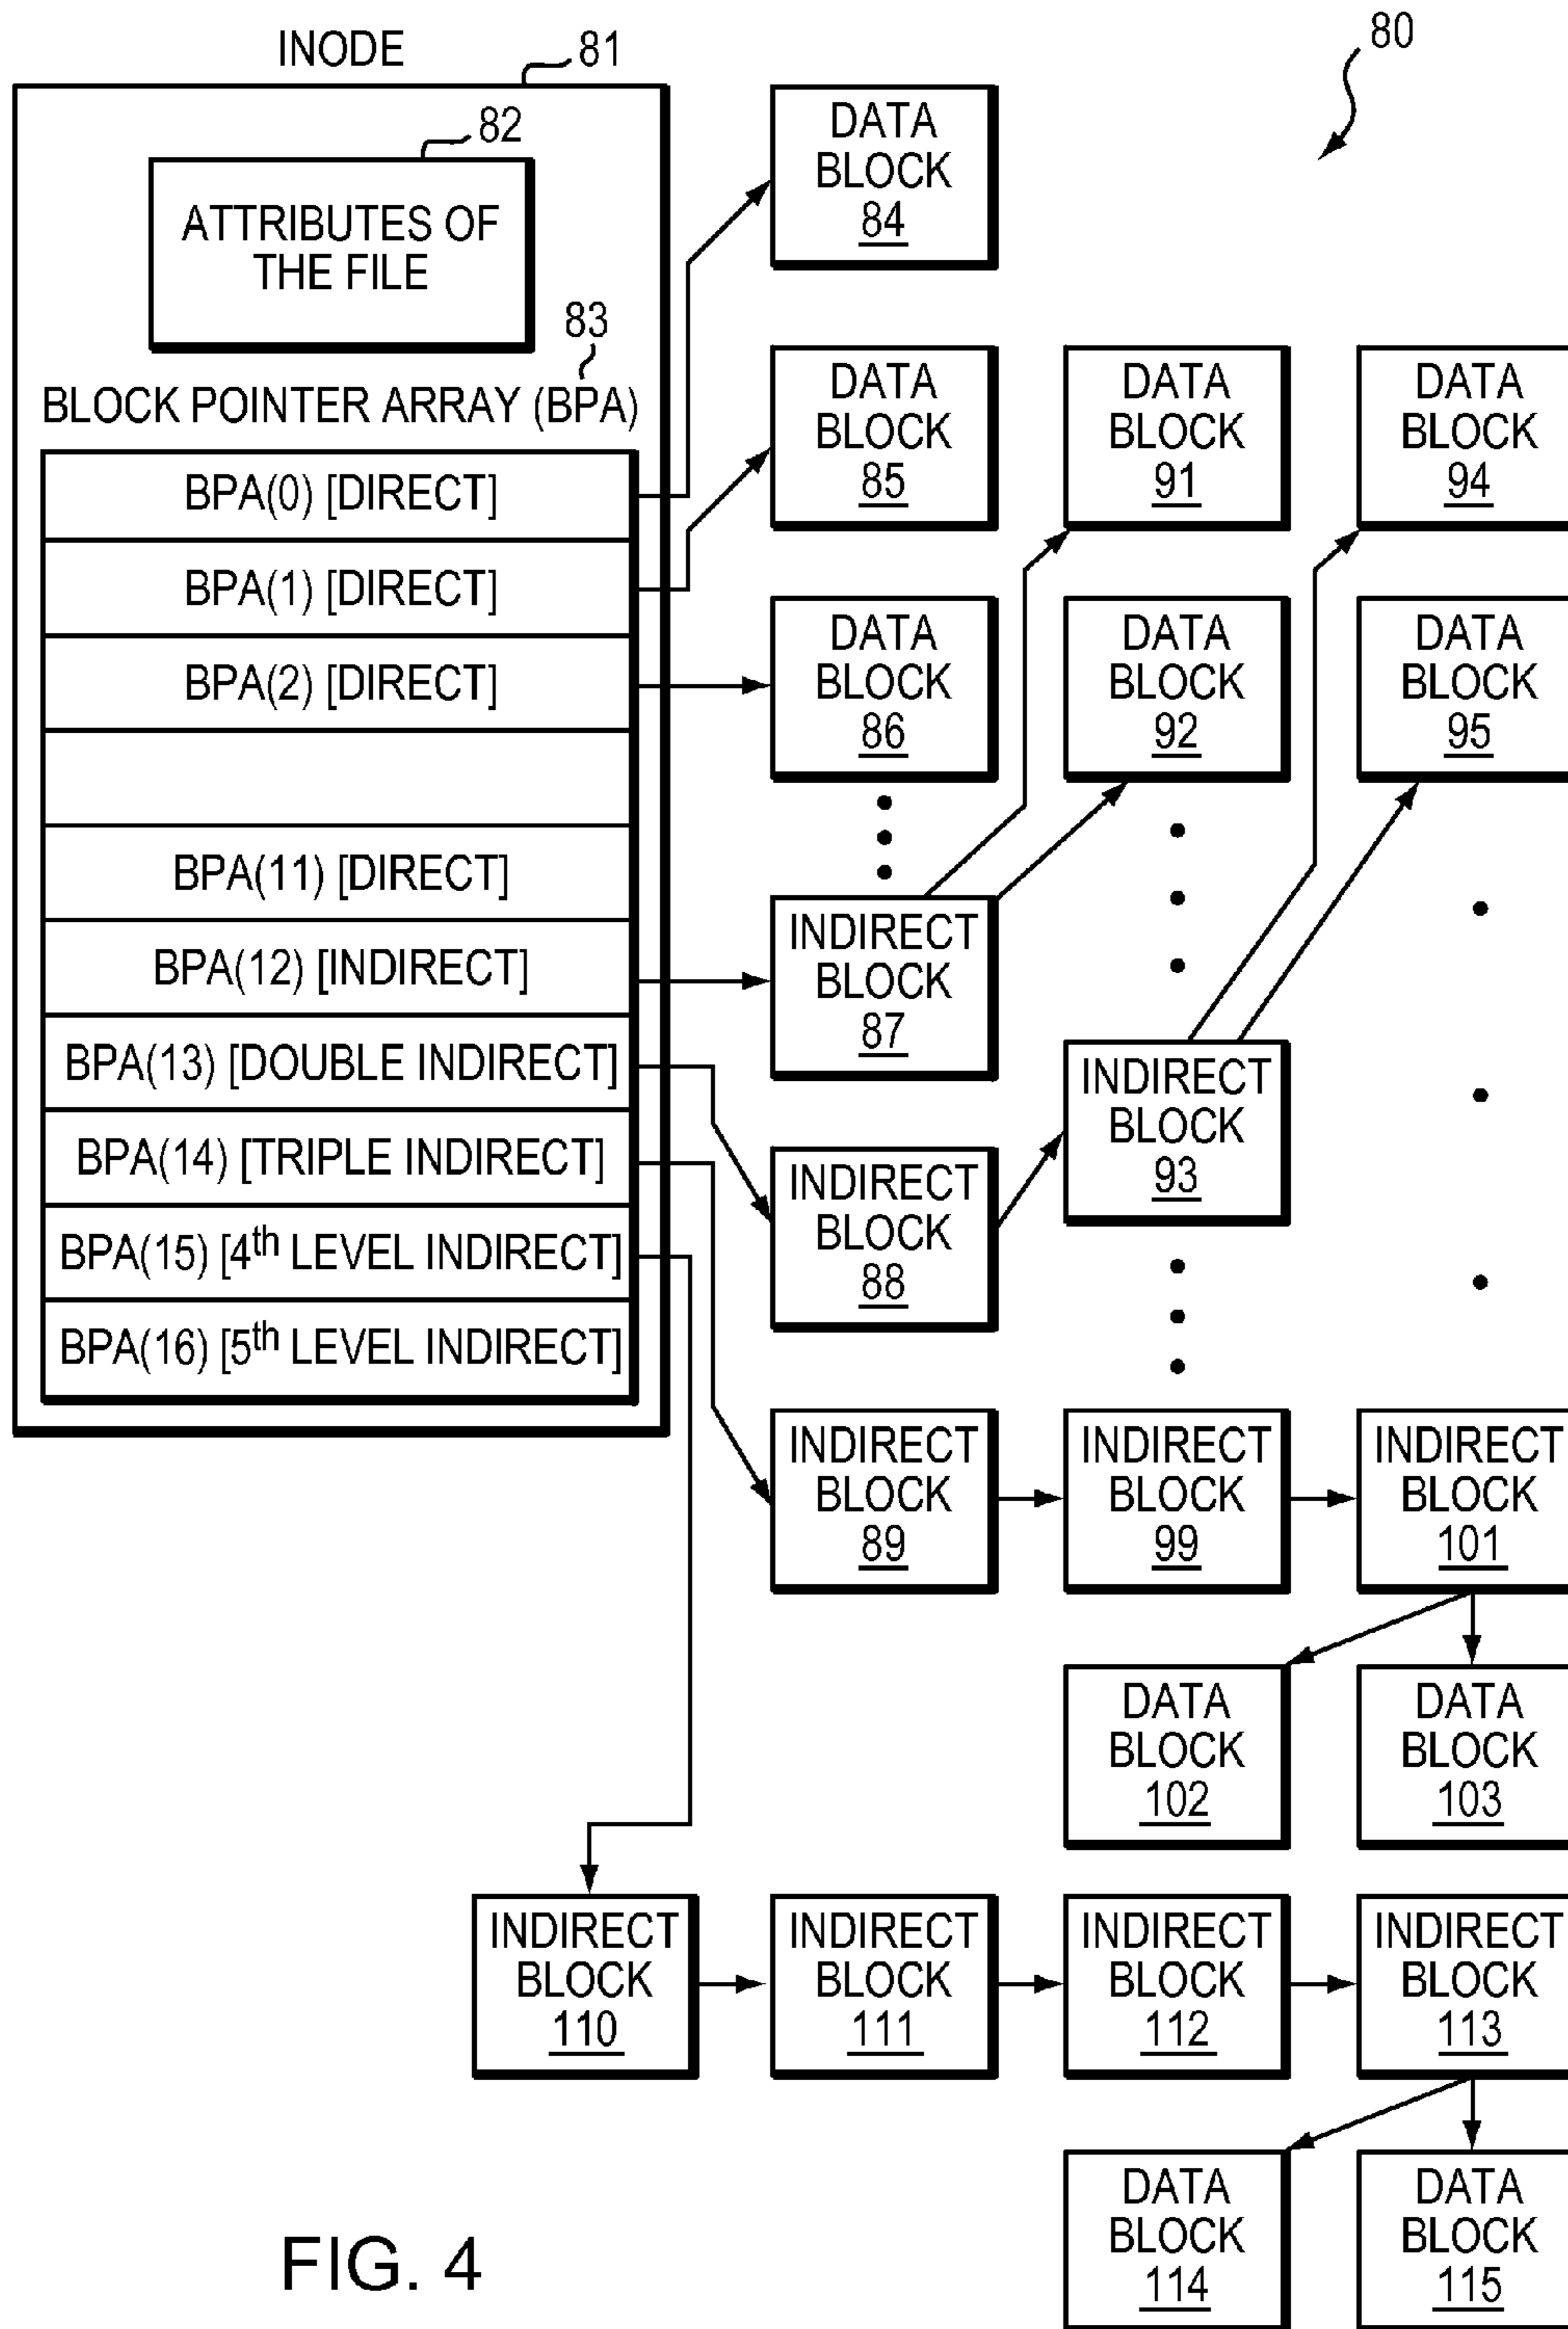 INODE
81
80
82
ATTRIBUTES OF
THE FILE
83
BLOCK POINTER ARRAY (BPA)
BPA(0) [DIRECT]
BPA(1) [DIRECT]
BPA(2) [DIRECT]
BPA(11) [DIRECT]
BPA(12) [INDIRECT]
BPA(13) [DOUBLE INDIRECT]
BPA(14) [TRIPLE INDIRECT]
BPA(15) [4th LEVEL INDIRECT]
BPA(16) [5th LEVEL INDIRECT]
DATA
BLOCK
84
DATA
BLOCK
85
DATA
BLOCK
91
DATA
BLOCK
94
DATA
BLOCK
86
DATA
BLOCK
92
DATA
BLOCK
95
INDIRECT
BLOCK
87
INDIRECT
BLOCK
93
INDIRECT
BLOCK
88
INDIRECT
BLOCK
89
INDIRECT
BLOCK
99
INDIRECT
BLOCK
101
DATA
BLOCK
102
DATA
BLOCK
103
INDIRECT
BLOCK
110
INDIRECT
BLOCK
111
INDIRECT
BLOCK
112
INDIRECT
BLOCK
113
DATA
BLOCK
114
DATA
BLOCK
115
FIG. 4